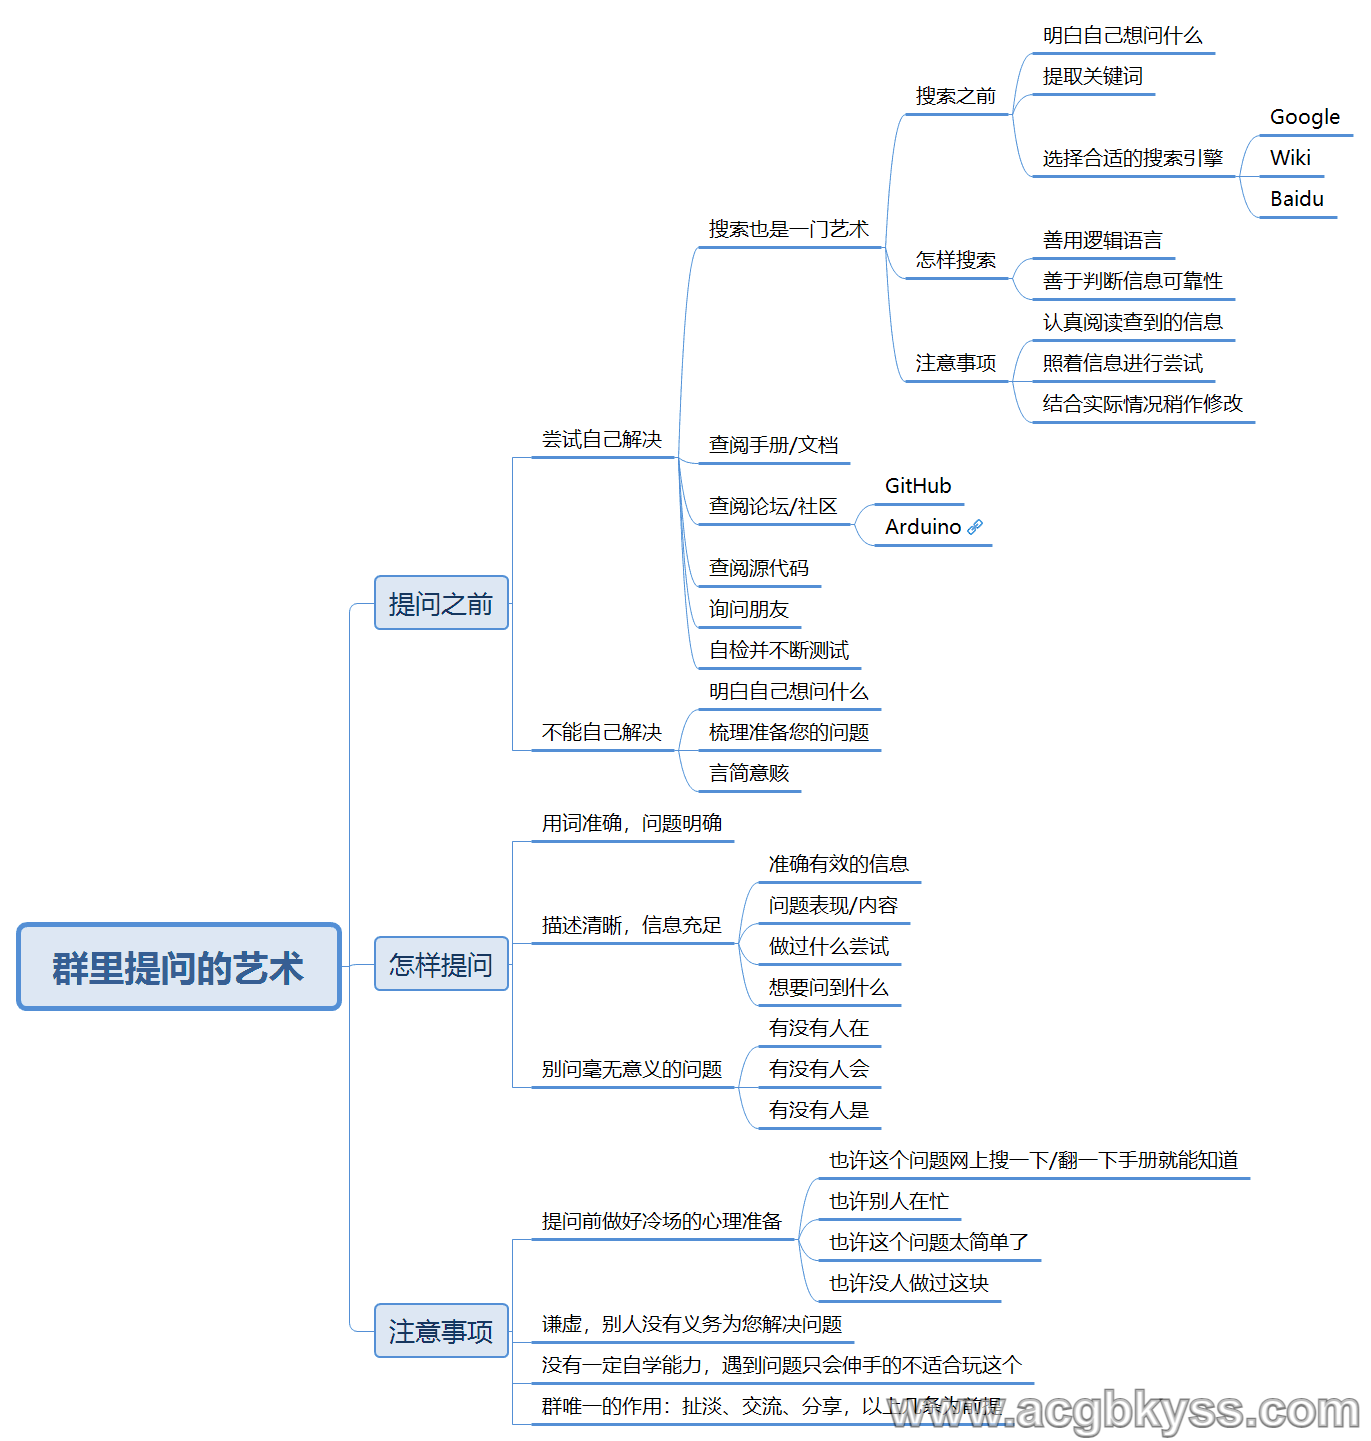 群里提问的艺术
提问之前
尝试自己解决
搜索也是一门艺术
搜索之前
明白自己想问什么
提取关键词
选择合适的搜索引擎
Google
Wiki
Baidu
怎样搜索
善用逻辑语言
善于判断信息可靠性
注意事项
认真阅读查到的信息
照着信息进行尝试
结合实际情况稍作修改
查阅手册/文档
查阅论坛/社区
GitHub
Arduino
查阅源代码
询问朋友
自检并不断测试
不能自己解决
明白自己想问什么
梳理准备您的问题
言简意赅
怎样提问
用词准确，问题明确
描述清晰，信息充足
准确有效的信息
问题表现/内容
做过什么尝试
想要问到什么
别问毫无意义的问题
有没有人在
有没有人会
有没有人是
注意事项
提问前做好冷场的心理准备
也许这个问题网上搜一下/翻一下手册就能知道
也许别人在忙
也许这个问题太简单了
也许没人做过这块
谦虚，别人没有义务为您解决问题
没有一定自学能力，遇到问题只会伸手的不适合玩这个
群唯一的作用：扯淡、交流、分享，以上几条为前提
www.acgbkyss.com